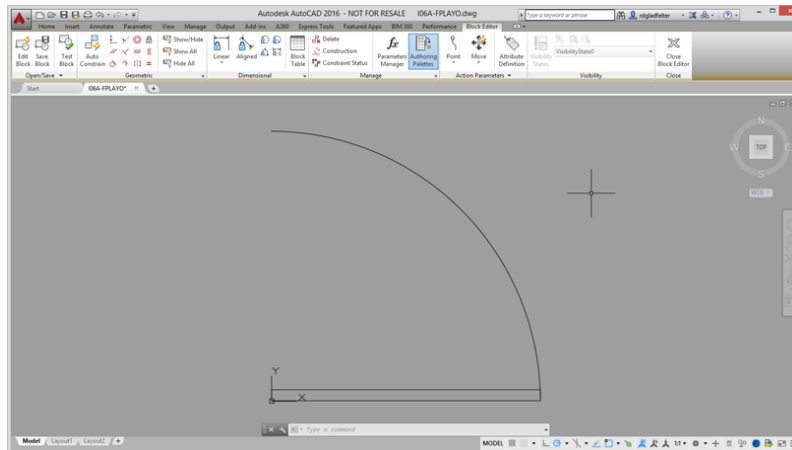 Autodesk AutoCAD 2016 - NOT FOR RESALE I06A-FPLAYO.dwg
Type a keyword or phrase
rdgladfelter
Home Insert Annotate Parametric View Manage Output Add-ins A360 Express Tools Featured Apps BIM 360 Performance Block Editor
Edit Block
Save Block
Test Block
Auto Constrain
Show/Hide
Show All
Hide All
Linear
Aligned
Block Table
Delete
Construction
Constraint Status
fx
Parameters Manager
Authoring Palettes
Point
Move
Attribute Definition
Visibility States
VisibilityState0
Close Block Editor
Open/Save
Geometric
Dimensional
Manage
Action Parameters
Visibility
Close
Start
I06A-FPLAYO*
N
W
TOP
E
S
WCS
Y
X
Type a command
Model Layout1 Layout2 +
MODEL
1:1